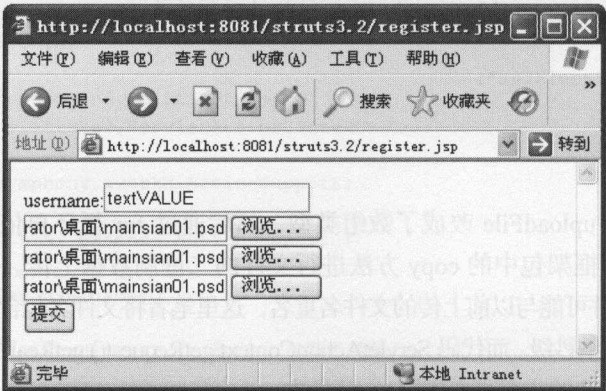 http://localhost:8081/struts3.2/register.jsp
文件(F) 编辑(E) 查看(V) 收藏(A) 工具(T) 帮助(H)
后退 搜索 收藏夹 »
地址(D) http://localhost:8081/struts3.2/register.jsp 转到
username: textVALUE
rator\桌面\mainsian01.psd 浏览...
rator\桌面\mainsian01.psd 浏览...
rator\桌面\mainsian01.psd 浏览...
提交
完毕 本地 Intranet